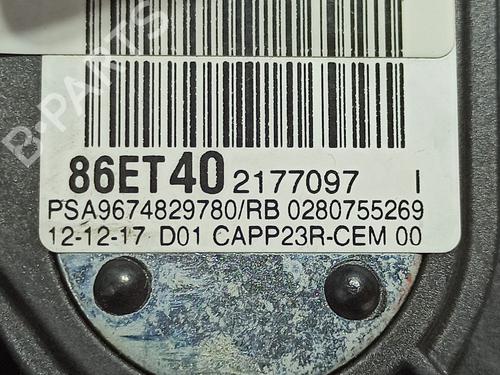 B-PARTS
86ET40 2177097 I
PSA9674829780/RB 0280755269
12-12-17 D01 CAPP23R-CEM 00